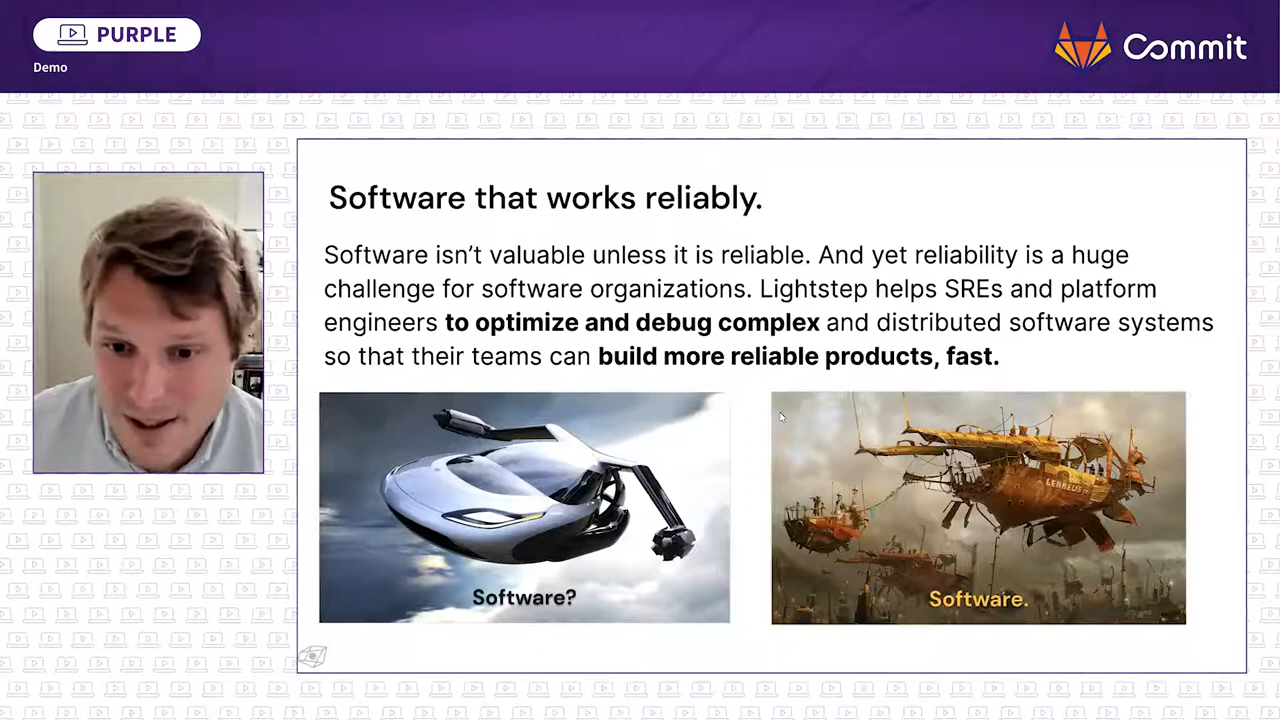 PURPLE
Demo
Commit
Software that works reliably.
Software isn’t valuable unless it is reliable. And yet reliability is a huge
challenge for software organizations. Lightstep helps SREs and platform
engineers to optimize and debug complex and distributed software systems
so that their teams can build more reliable products, fast.
Software?
LEBREUS
Software.